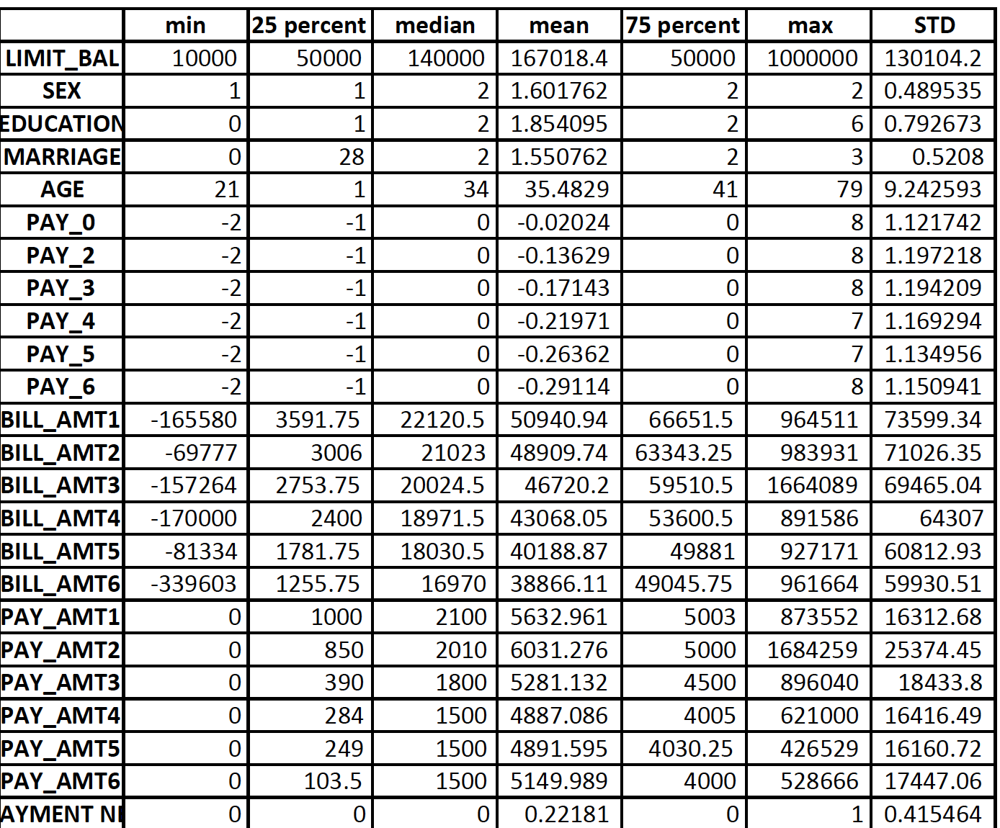 min 25 percent median mean 75 percent max STD
LIMIT_BAL 10000 50000 140000 167018.4 50000 1000000 130104.2
SEX 1 1 2 1.601762 2 2 0.489535
EDUCATION 0 1 2 1.854095 2 6 0.792673
MARRIAGE 0 28 2 1.550762 2 3 0.5208
AGE 21 1 34 35.4829 41 79 9.242593
PAY_0 -2 -1 0 -0.02024 0 8 1.121742
PAY_2 -2 -1 0 -0.13629 0 8 1.197218
PAY_3 -2 -1 0 -0.17143 0 8 1.194209
PAY_4 -2 -1 0 -0.21971 0 7 1.169294
PAY_5 -2 -1 0 -0.26362 0 7 1.134956
PAY_6 -2 -1 0 -0.29114 0 8 1.150941
BILL_AMT1 -165580 3591.75 22120.5 50940.94 66651.5 964511 73599.34
BILL_AMT2 -69777 3006 21023 48909.74 63343.25 983931 71026.35
BILL_AMT3 -157264 2753.75 20024.5 46720.2 59510.5 1664089 69465.04
BILL_AMT4 -170000 2400 18971.5 43068.05 53600.5 891586 64307
BILL_AMT5 -81334 1781.75 18030.5 40188.87 49881 927171 60812.93
BILL_AMT6 -339603 1255.75 16970 38866.11 49045.75 961664 59930.51
PAY_AMT1 0 1000 2100 5632.961 5003 873552 16312.68
PAY_AMT2 0 850 2010 6031.276 5000 1684259 25374.45
PAY_AMT3 0 390 1800 5281.132 4500 896040 18433.8
PAY_AMT4 0 284 1500 4887.086 4005 621000 16416.49
PAY_AMT5 0 249 1500 4891.595 4030.25 426529 16160.72
PAY_AMT6 0 103.5 1500 5149.989 4000 528666 17447.06
AYMENT NE 0 0 0 0.22181 0 1 0.415464